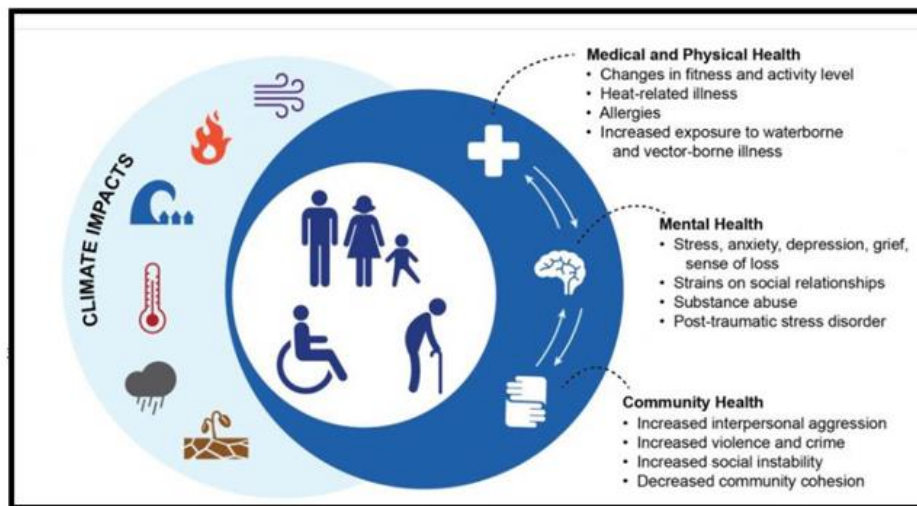 CLIMATE IMPACTS
Medical and Physical Health
• Changes in fitness and activity level
• Heat-related illness
• Allergies
• Increased exposure to waterborne
and vector-borne illness
Mental Health
• Stress, anxiety, depression, grief,
sense of loss
• Strains on social relationships
• Substance abuse
• Post-traumatic stress disorder
Community Health
• Increased interpersonal aggression
• Increased violence and crime
• Increased social instability
• Decreased community cohesion